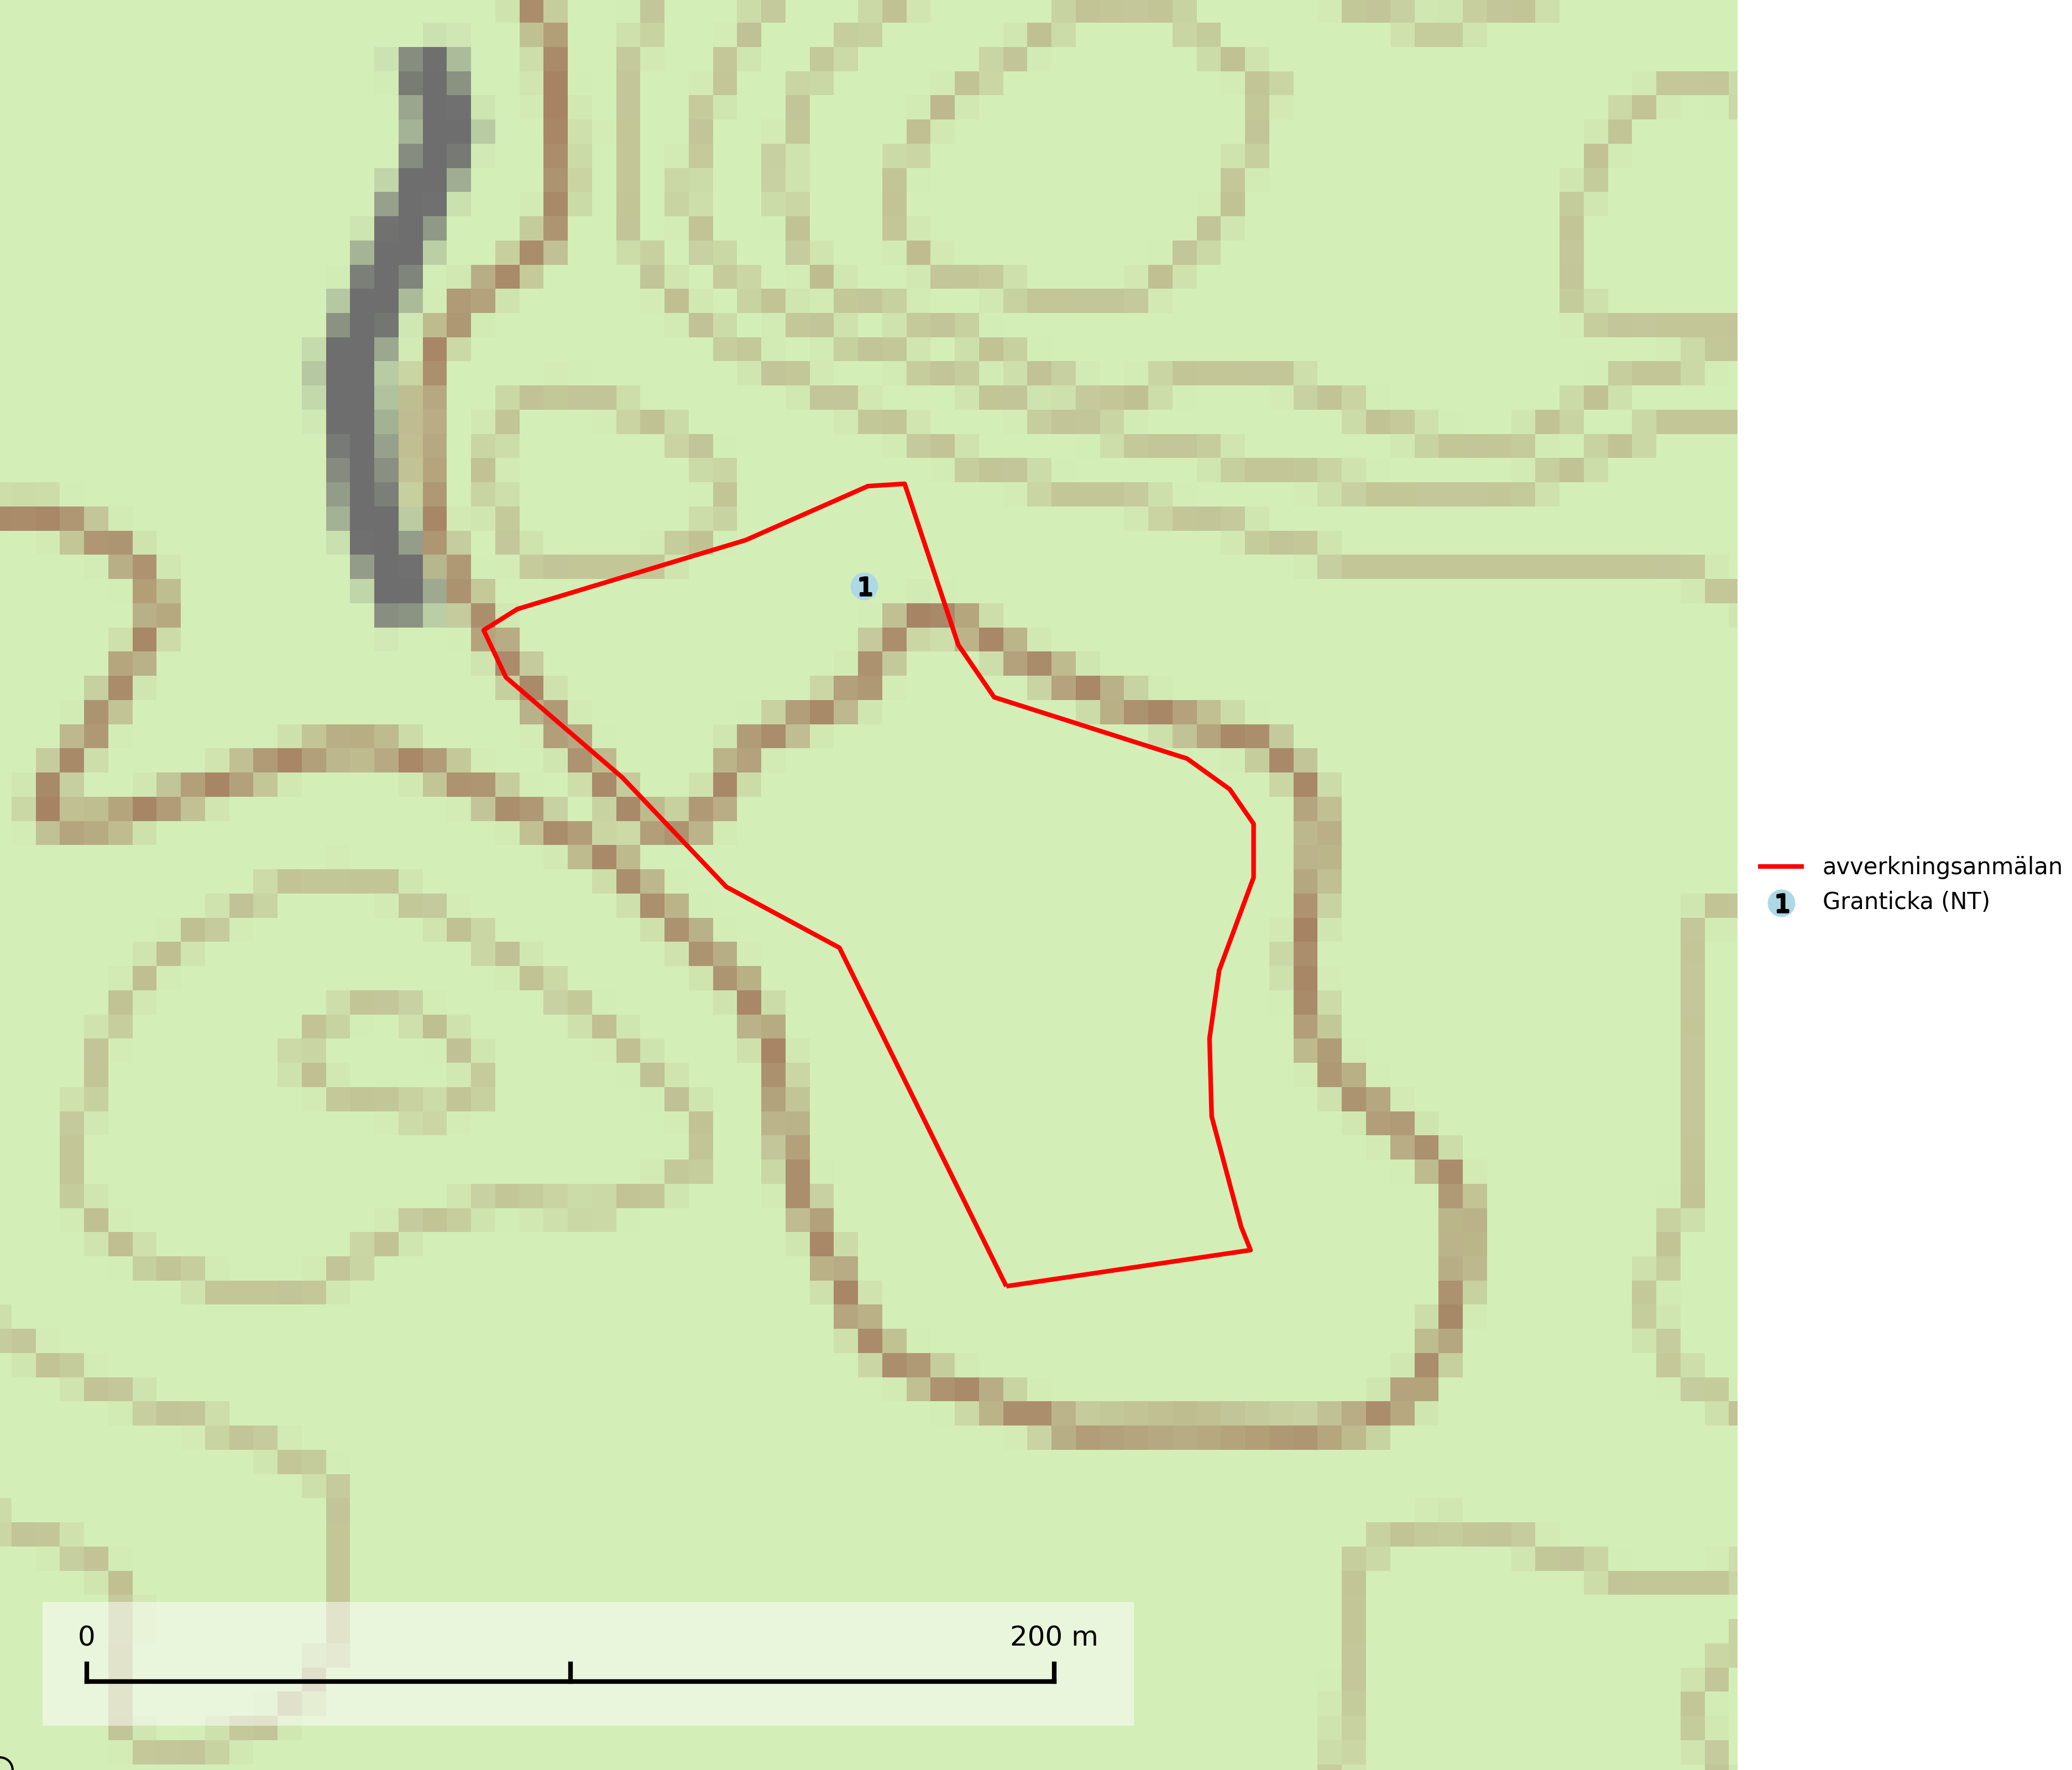 1
avverkningsanmälan
1 Granticka (NT)
0 200 m